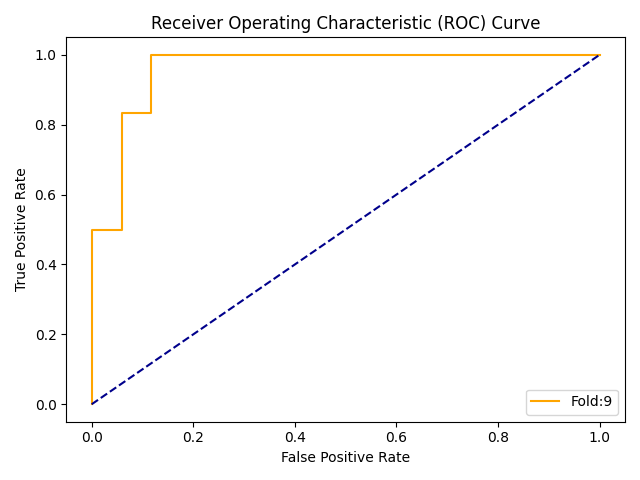 Receiver Operating Characteristic (ROC) Curve
1.0
0.8
0.6
0.4
0.2
0.0
True Positive Rate
Fold:9
0.0 0.2 0.4 0.6 0.8 1.0
False Positive Rate